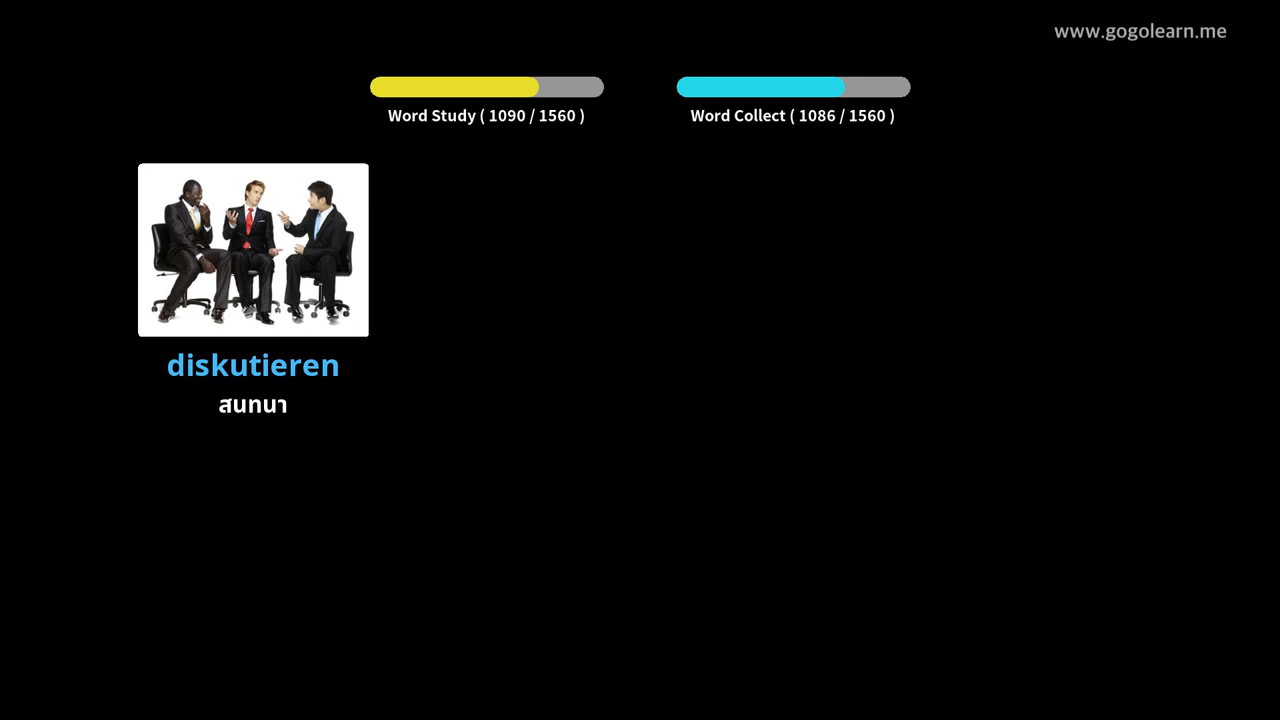 www.gogolearn.me
Word Study ( 1090 / 1560 )
Word Collect ( 1086 / 1560 )
diskutieren
สนทนา